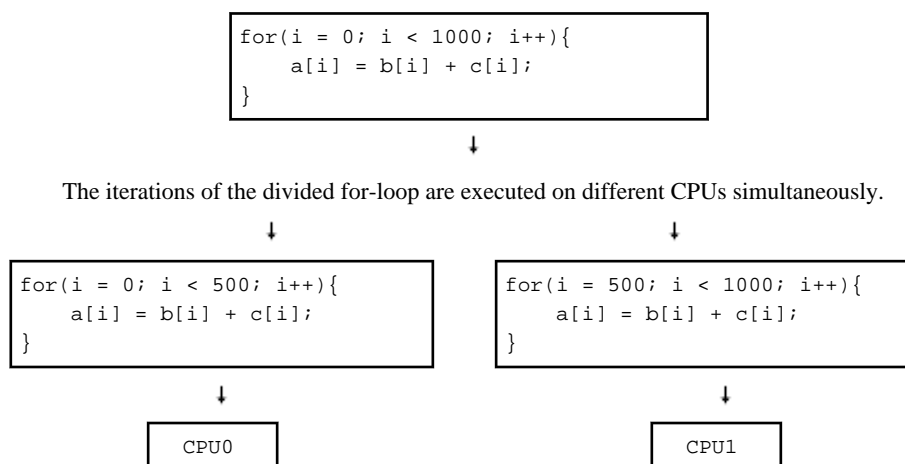 for(i = 0; i < 1000; i++){
    a[i] = b[i] + c[i];
}
The iterations of the divided for-loop are executed on different CPUs simultaneously.
for(i = 0; i < 500; i++){
    a[i] = b[i] + c[i];
}
for(i = 500; i < 1000; i++){
    a[i] = b[i] + c[i];
}
CPU0
CPU1